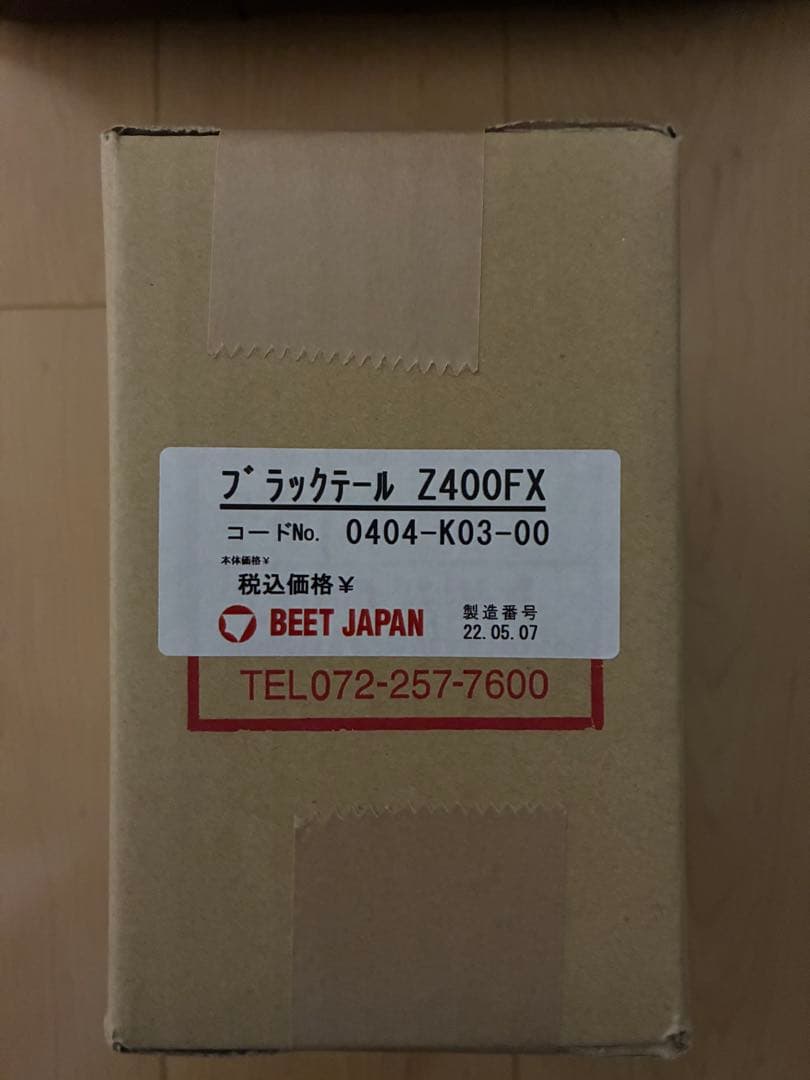 ブラックテール Z400FX
コードNo. 0404-K03-00
本体価格¥
税込価格¥
BEET JAPAN
製造番号
22.05.07
TEL072-257-7600